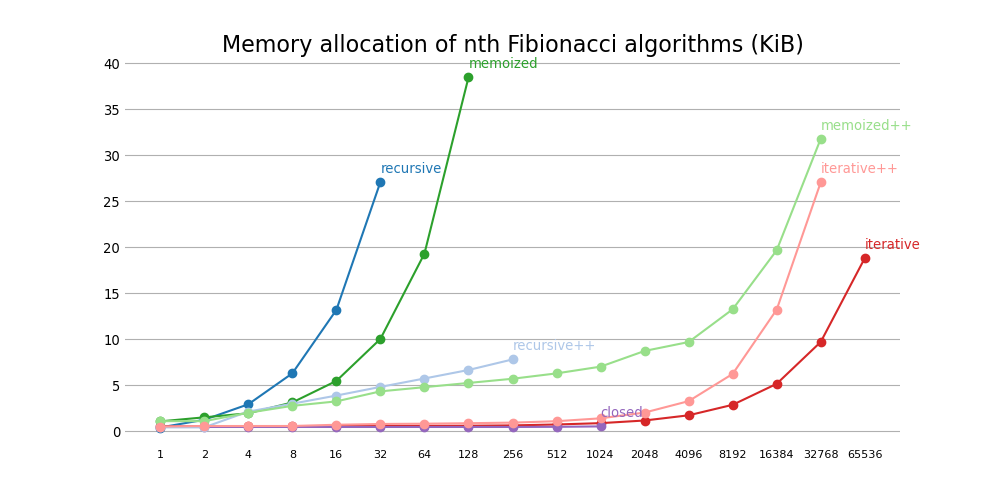 Memory allocation of nth Fibionacci algorithms (KiB)
40
35
30
25
20
15
10
5
0
memoized
memoized++
recursive
iterative++
iterative
recursive++
closed
1 2 4 8 16 32 64 128 256 512 1024 2048 4096 8192 16384 32768 65536